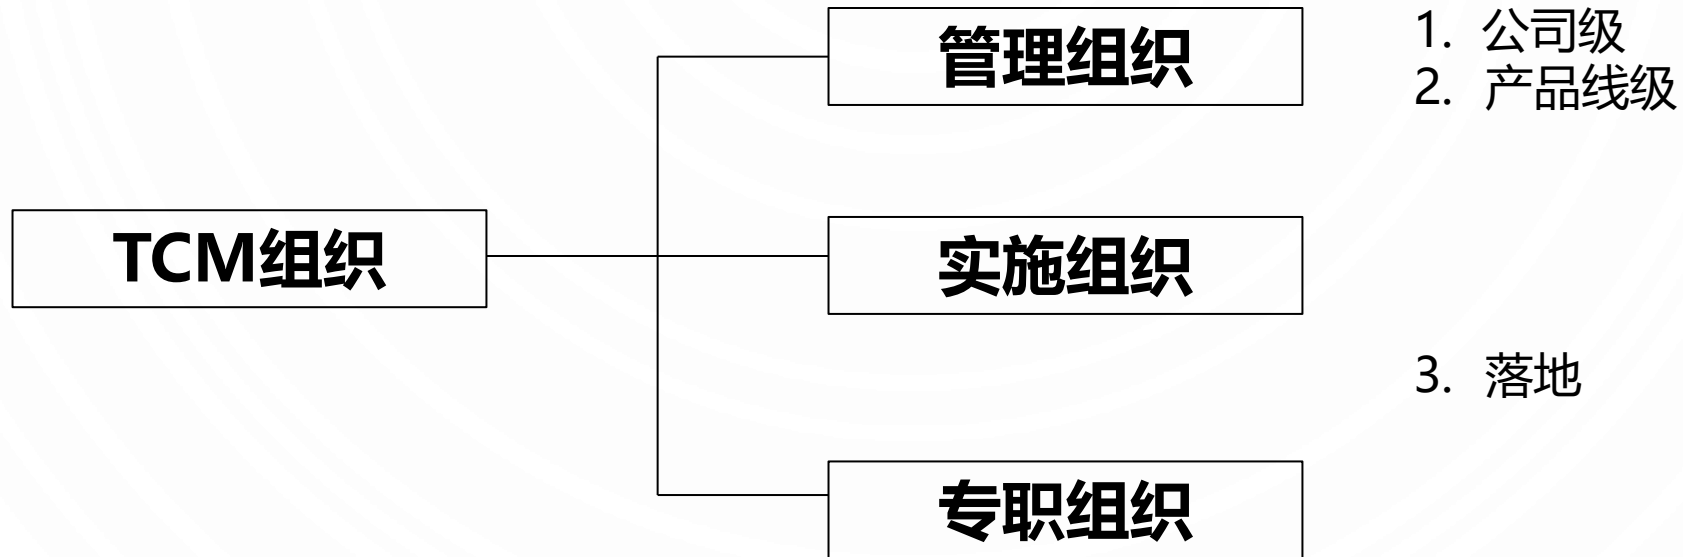 管理组织
1. 公司级
2. 产品线级
TCM组织
实施组织
3. 落地
专职组织